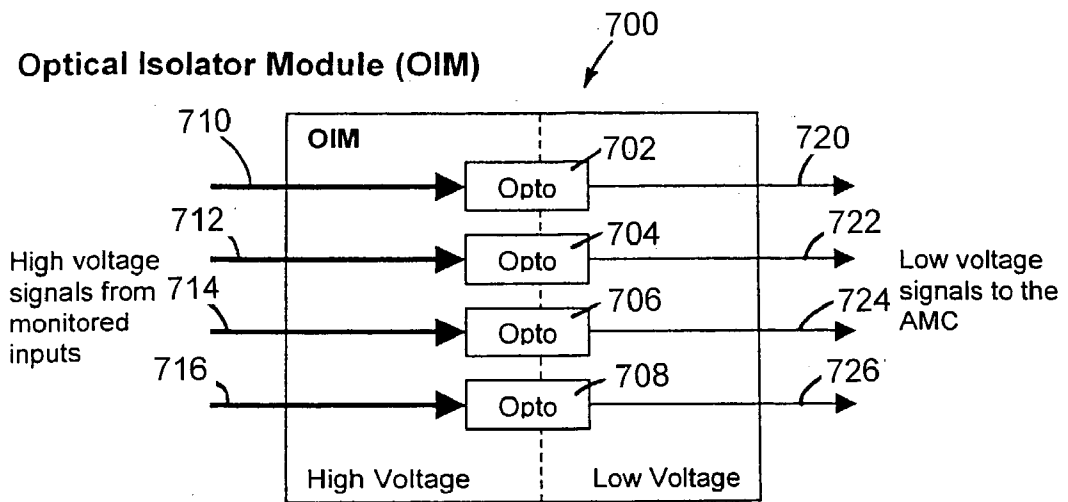 700
Optical Isolator Module (OIM)
710
OIM
702
720
Opto
712
704
722
Opto
High voltage
signals from
monitored
inputs
714
706
724
Opto
Low voltage
signals to the
AMC
716
708
726
Opto
High Voltage
Low Voltage